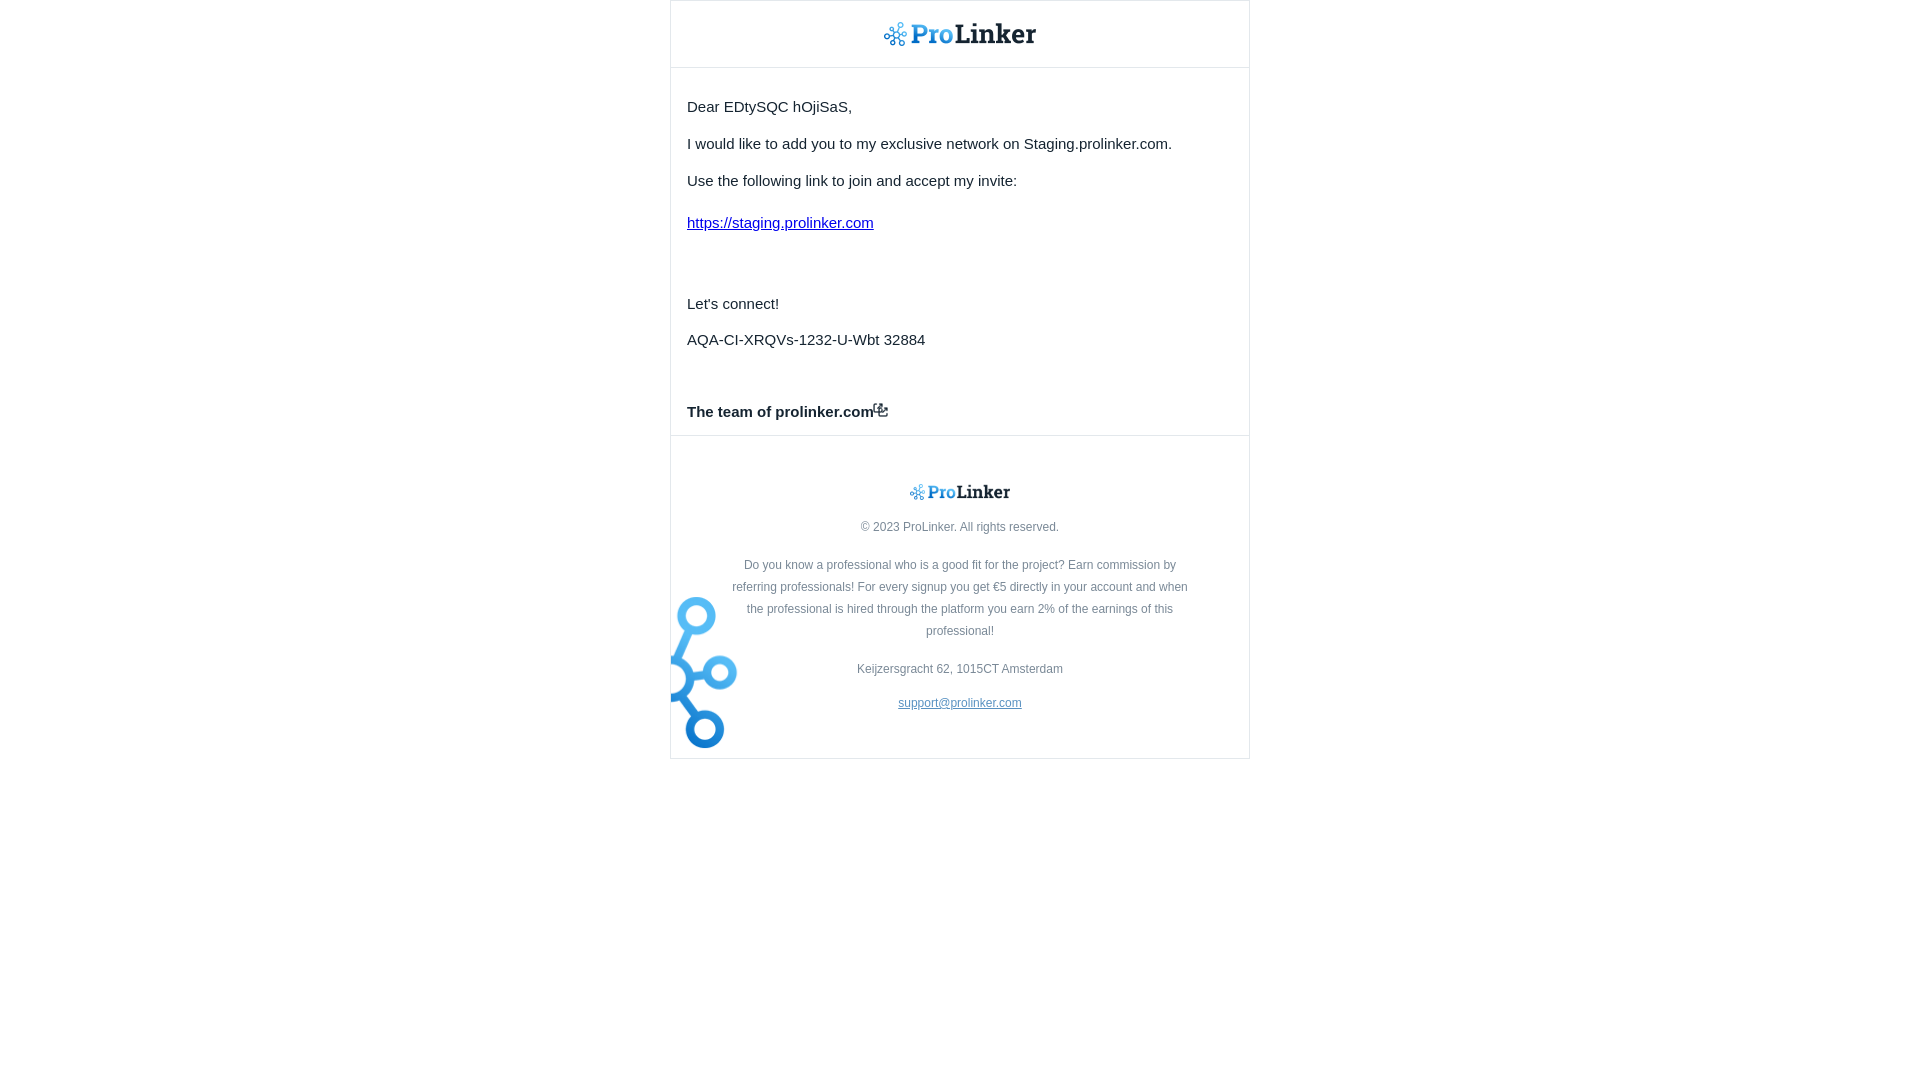 ProLinker
Dear EDtySQC hOjiSaS,
I would like to add you to my exclusive network on Staging.prolinker.com.
Use the following link to join and accept my invite:
https://staging.prolinker.com
Let's connect!
AQA-CI-XRQVs-1232-U-Wbt 32884
The team of prolinker.com
ProLinker
© 2023 ProLinker. All rights reserved.
Do you know a professional who is a good fit for the project? Earn commission by
referring professionals! For every signup you get €5 directly in your account and when
the professional is hired through the platform you earn 2% of the earnings of this
professional!
Keijzersgracht 62, 1015CT Amsterdam
support@prolinker.com